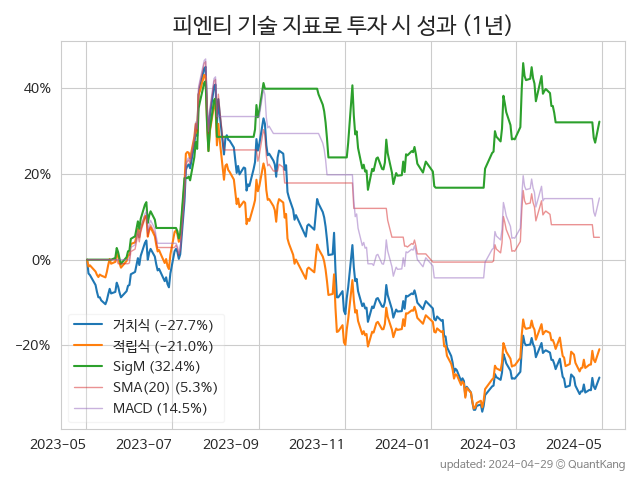 피엔티 기술 지표로 투자 시 성과 (1년)
40%
20%
0%
−20%
거치식 (−27.7%)
적립식 (−21.0%)
SigM (32.4%)
SMA(20) (5.3%)
MACD (14.5%)
2023-05 2023-07 2023-09 2023-11 2024-01 2024-03 2024-05
updated: 2024-04-29 © QuantKang